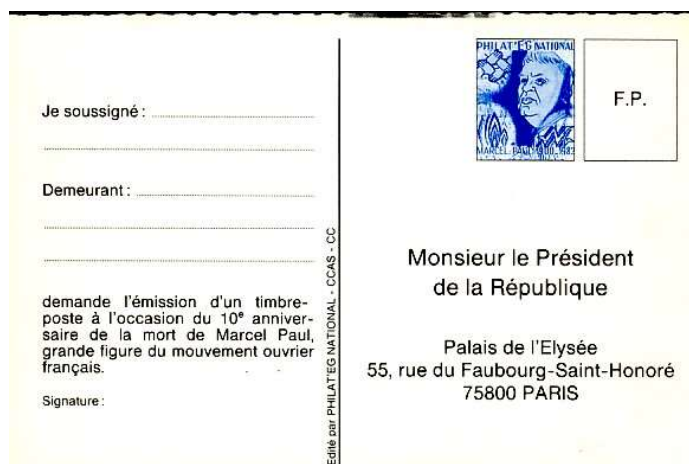 Je soussigné :
Demeurant :
demande l'émission d'un timbre-
poste à l'occasion du 10e anniver-
saire de la mort de Marcel Paul,
grande figure du mouvement ouvrier
français.
Signature :
Edité par PHILAT'EG NATIONAL - CCAS - CC
PHILAT'EG NATIONAL
MARCEL PAUL 1900-1982
F.P.
Monsieur le Président
de la République
Palais de l'Elysée
55, rue du Faubourg-Saint-Honoré
75800 PARIS